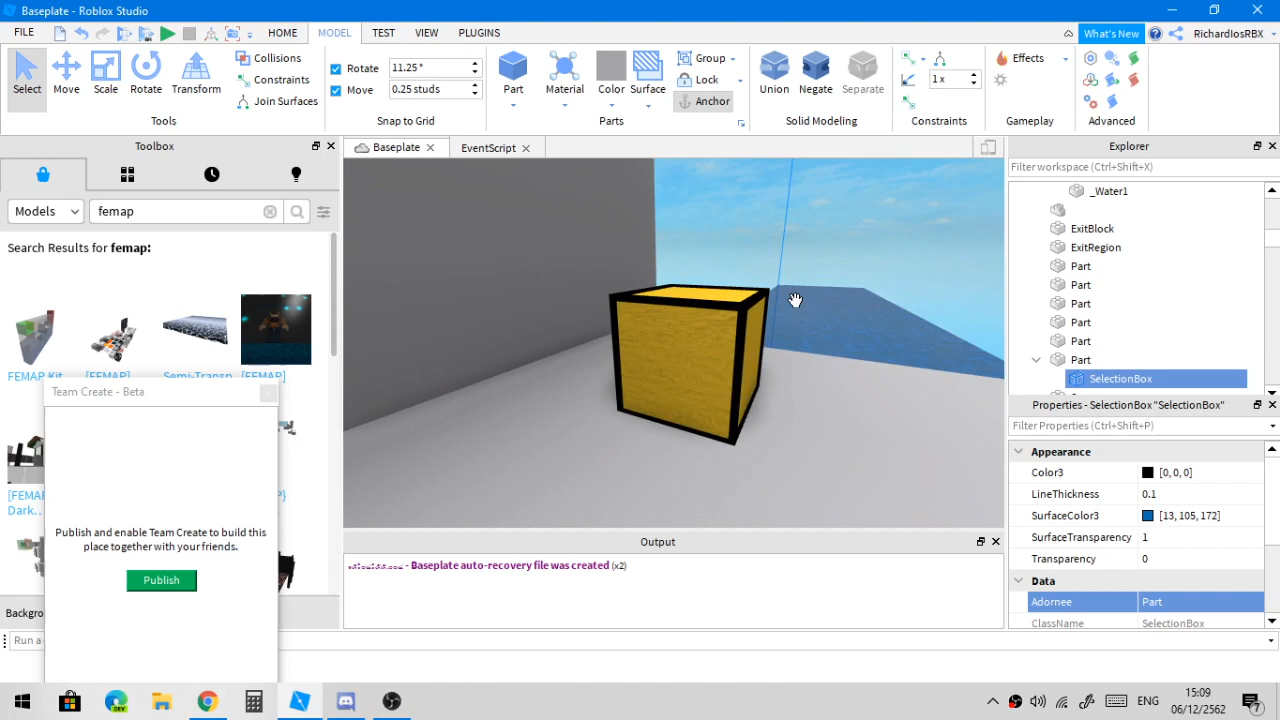 Baseplate - Roblox Studio
FILE HOME MODEL TEST VIEW PLUGINS What's New RichardlosRBX
Select Move Scale Rotate Transform Collisions Constraints Join Surfaces
Tools
Rotate 11.25°
Move 0.25 studs
Snap to Grid
Part Material Color Surface Group Lock Anchor
Parts
Union Negate Separate
Solid Modeling
1 x
Constraints
Effects
Gameplay
Advanced
Toolbox
Models femap
Search Results for femap:
FEMAP Kit [FEMAP] Semi-Transp [FEMAP]
[FEMA
Dark..
Team Create - Beta
Publish and enable Team Create to build this
place together with your friends.
Publish
Backgro
Run a c
Baseplate EventScript
Output
- Baseplate auto-recovery file was created (x2)
Explorer
Filter workspace (Ctrl+Shift+X)
_Water1
ExitBlock
ExitRegion
Part
Part
Part
Part
Part
Part
SelectionBox
Properties - SelectionBox "SelectionBox"
Filter Properties (Ctrl+Shift+P)
Appearance
Color3 [0, 0, 0]
LineThickness 0.1
SurfaceColor3 [13, 105, 172]
SurfaceTransparency 1
Transparency 0
Data
Adornee Part
ClassName SelectionBox
DEV
ENG 15:09
06/12/2562
7